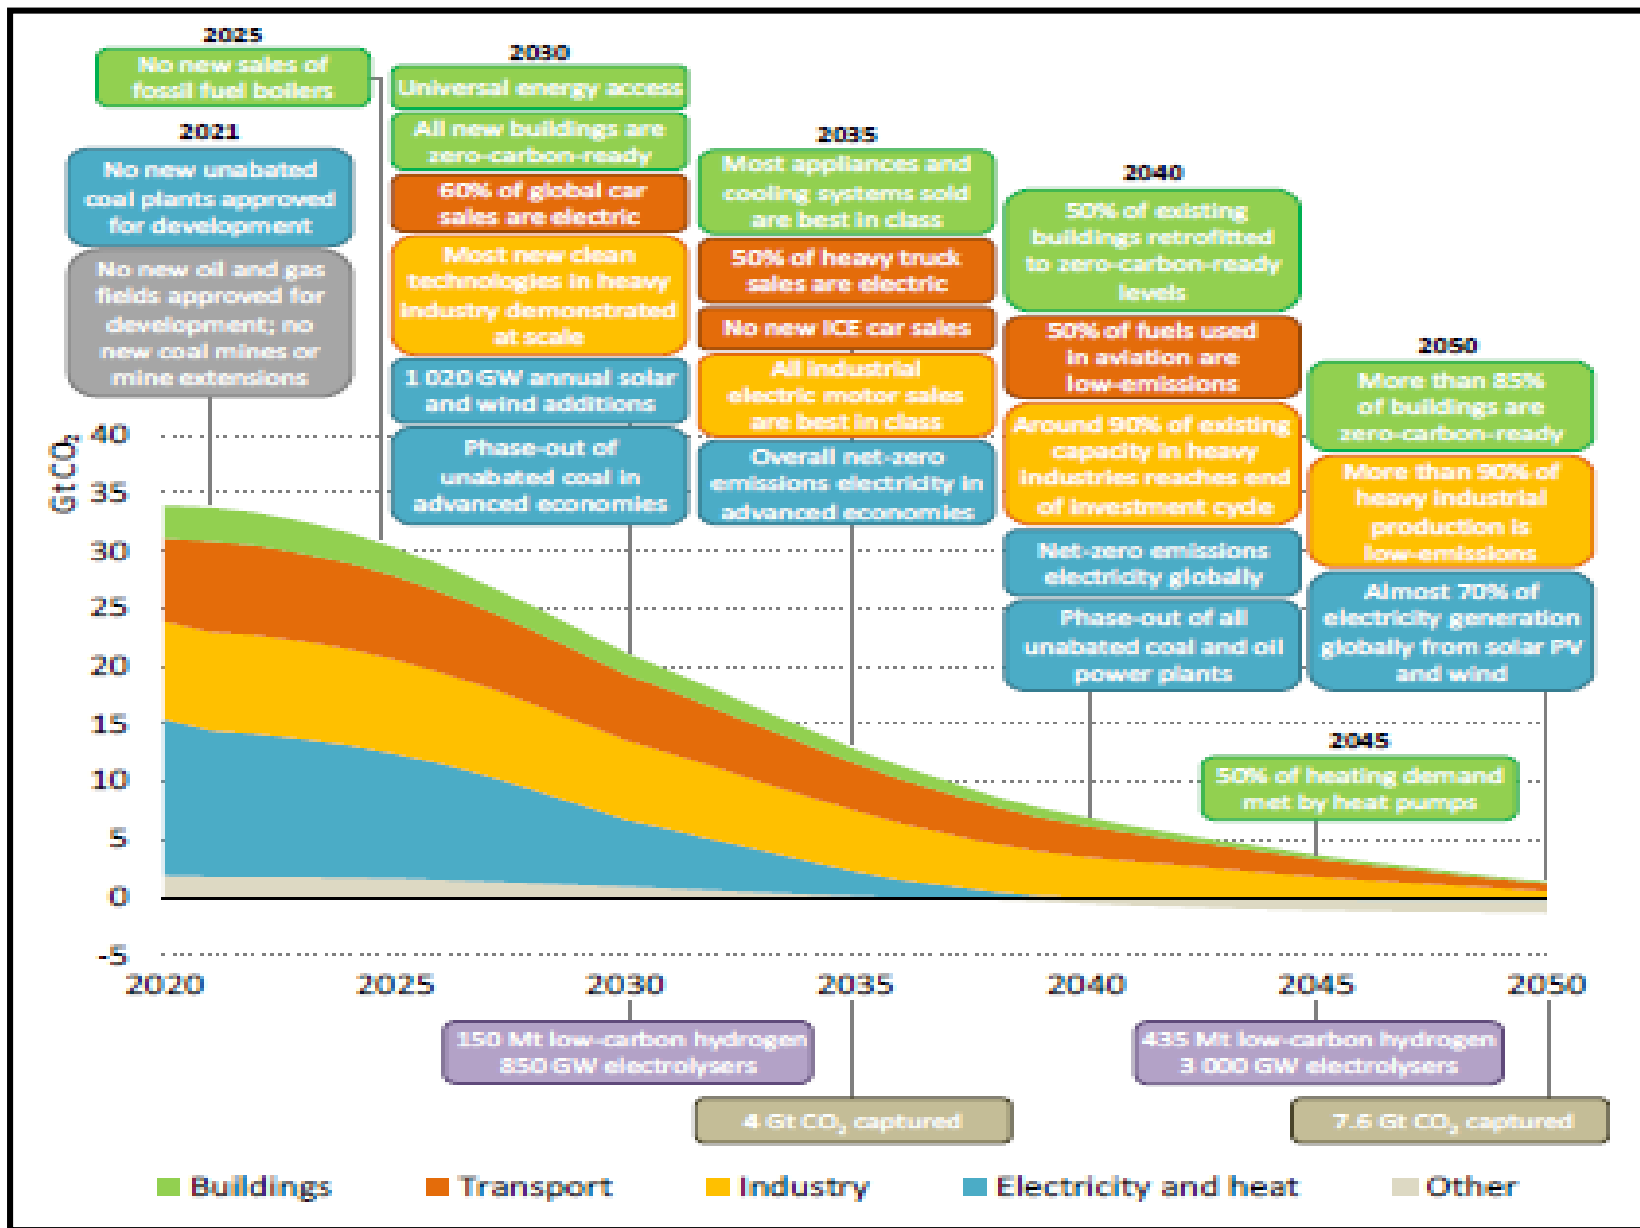 2025
No new sales of
fossil fuel boilers
2021
No new unabated
coal plants approved
for development
No new oil and gas
fields approved for
development; no
new coal mines or
mine extensions
2030
Universal energy access
All new buildings are
zero-carbon-ready
60% of global car
sales are electric
Most new clean
technologies in heavy
industry demonstrated
at scale
1 020 GW annual solar
and wind additions
Phase-out of
unabated coal in
advanced economies
2035
Most appliances and
cooling systems sold
are best in class
50% of heavy truck
sales are electric
No new ICE car sales
All industrial
electric motor sales
are best in class
Overall net-zero
emissions electricity in
advanced economies
2040
50% of existing
buildings retrofitted
to zero-carbon-ready
levels
50% of fuels used
in aviation are
low-emissions
Around 90% of existing
capacity in heavy
industries reaches end
of investment cycle
Net-zero emissions
electricity globally
Phase-out of all
unabated coal and oil
power plants
2050
More than 85%
of buildings are
zero-carbon-ready
More than 90% of
heavy industrial
production is
low-emissions
Almost 70% of
electricity generation
globally from solar PV
and wind
2045
50% of heating demand
met by heat pumps
GtCO₂
40
35
30
25
20
15
10
5
0
-5
2020 2025 2030 2035 2040 2045 2050
150 Mt low-carbon hydrogen
850 GW electrolysers
435 Mt low-carbon hydrogen
3 000 GW electrolysers
4 Gt CO₂ captured
7.6 Gt CO₂ captured
Buildings Transport Industry Electricity and heat Other